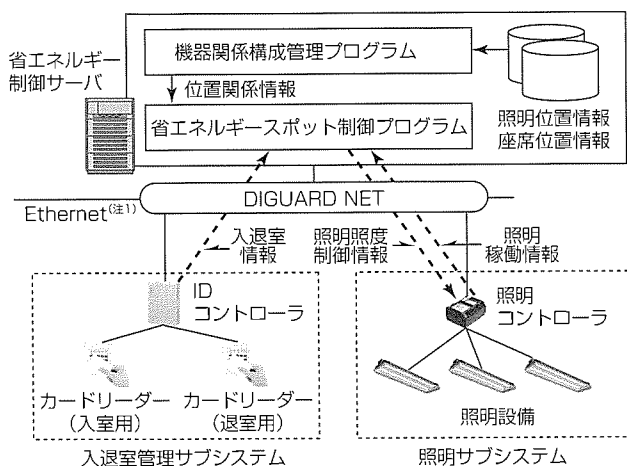 省エネルギー
制御サーバ
機器関係構成管理プログラム
位置関係情報
省エネルギースポット制御プログラム
照明位置情報
座席位置情報
DIGUARD NET
Ethernet(注1)
入退室
情報
照明照度
制御情報
照明
稼働情報
ID
コントローラ
照明
コントローラ
カードリーダー
(入室用)
カードリーダー
(退室用)
照明設備
入退室管理サブシステム
照明サブシステム